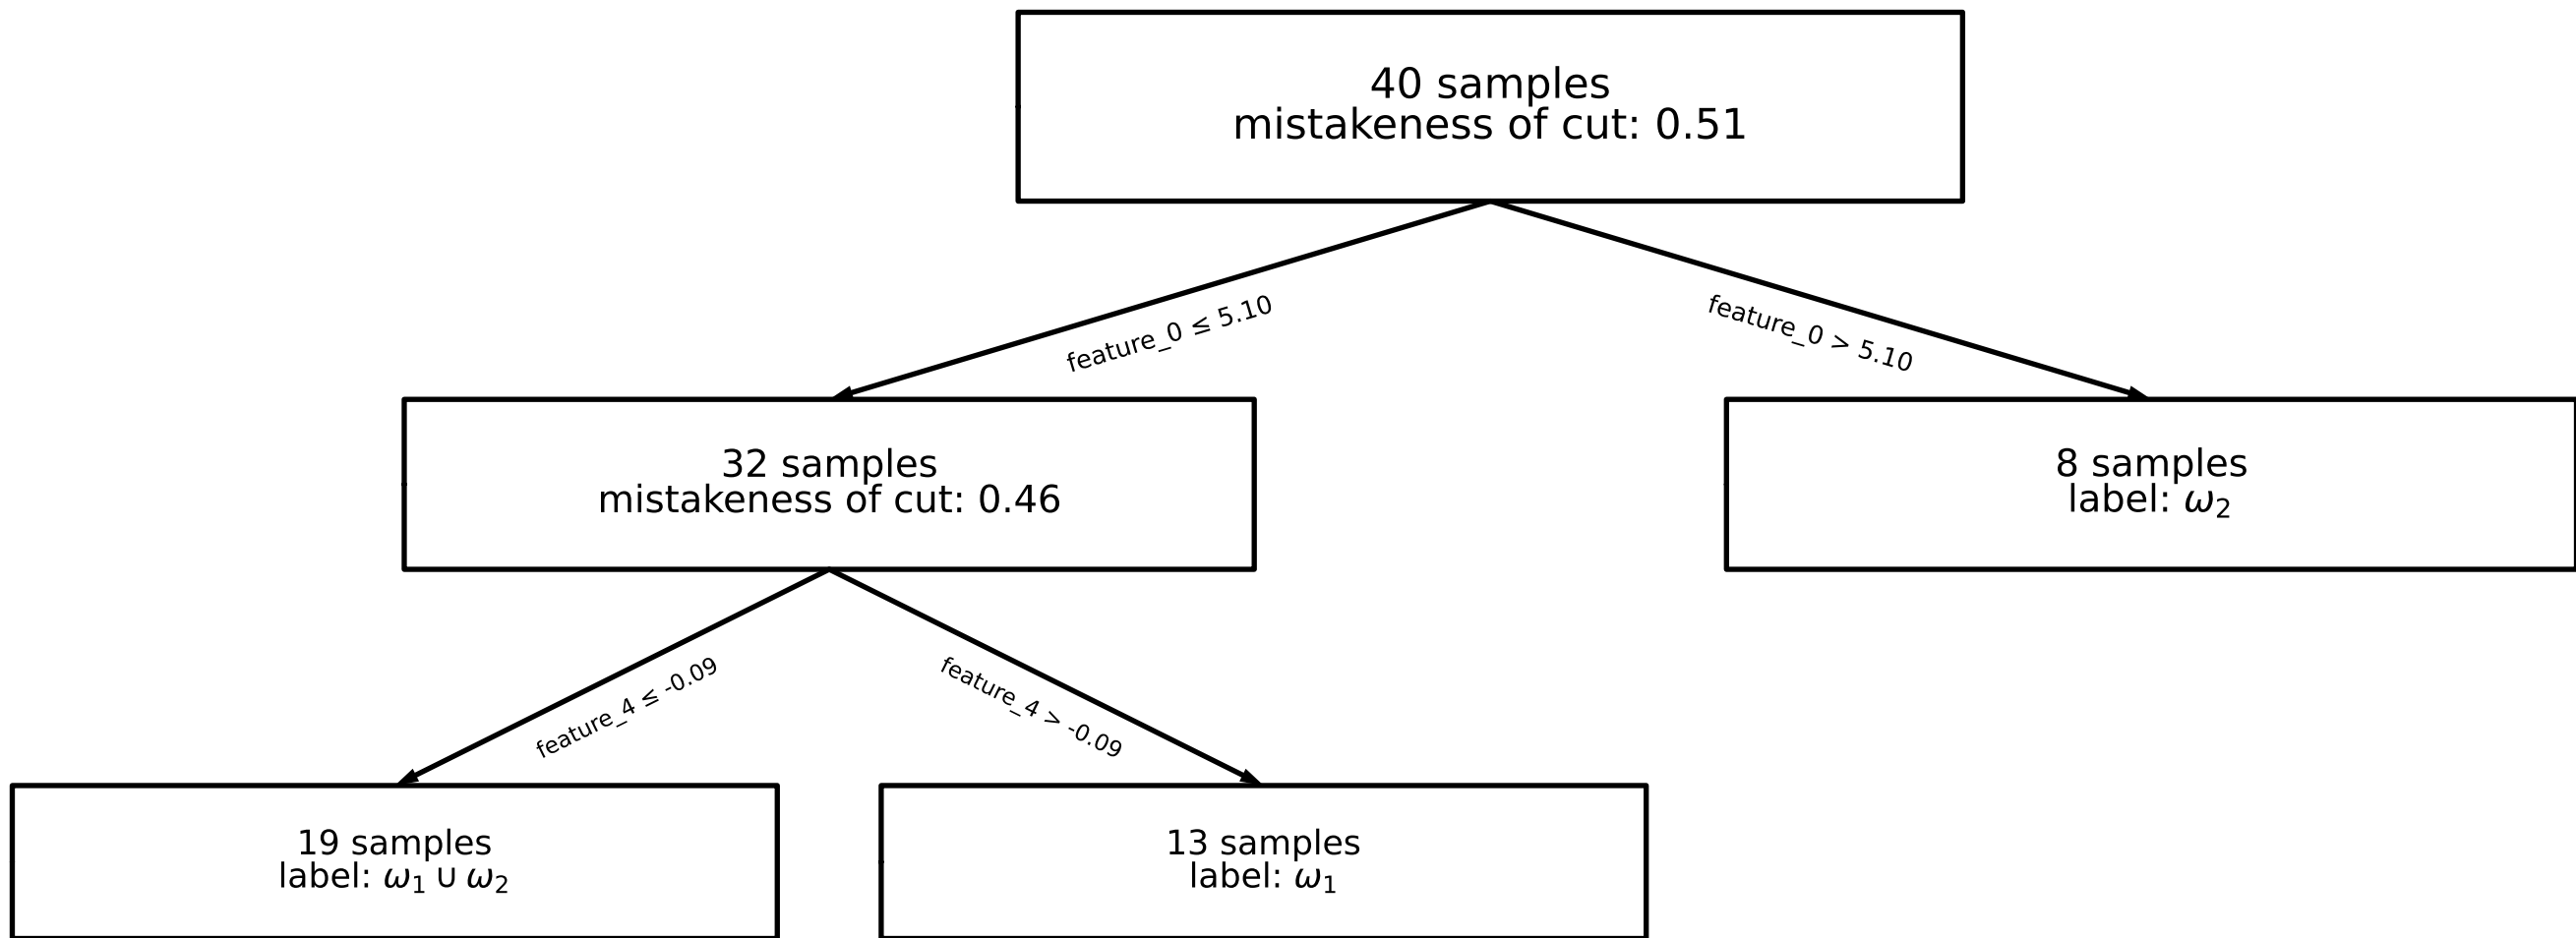 40 samples
mistakeness of cut: 0.51
feature_0 ≤ 5.10
feature_0 > 5.10
32 samples
mistakeness of cut: 0.46
8 samples
label: ω₂
feature_4 ≤ -0.09
feature_4 > -0.09
19 samples
label: ω₁ ∪ ω₂
13 samples
label: ω₁